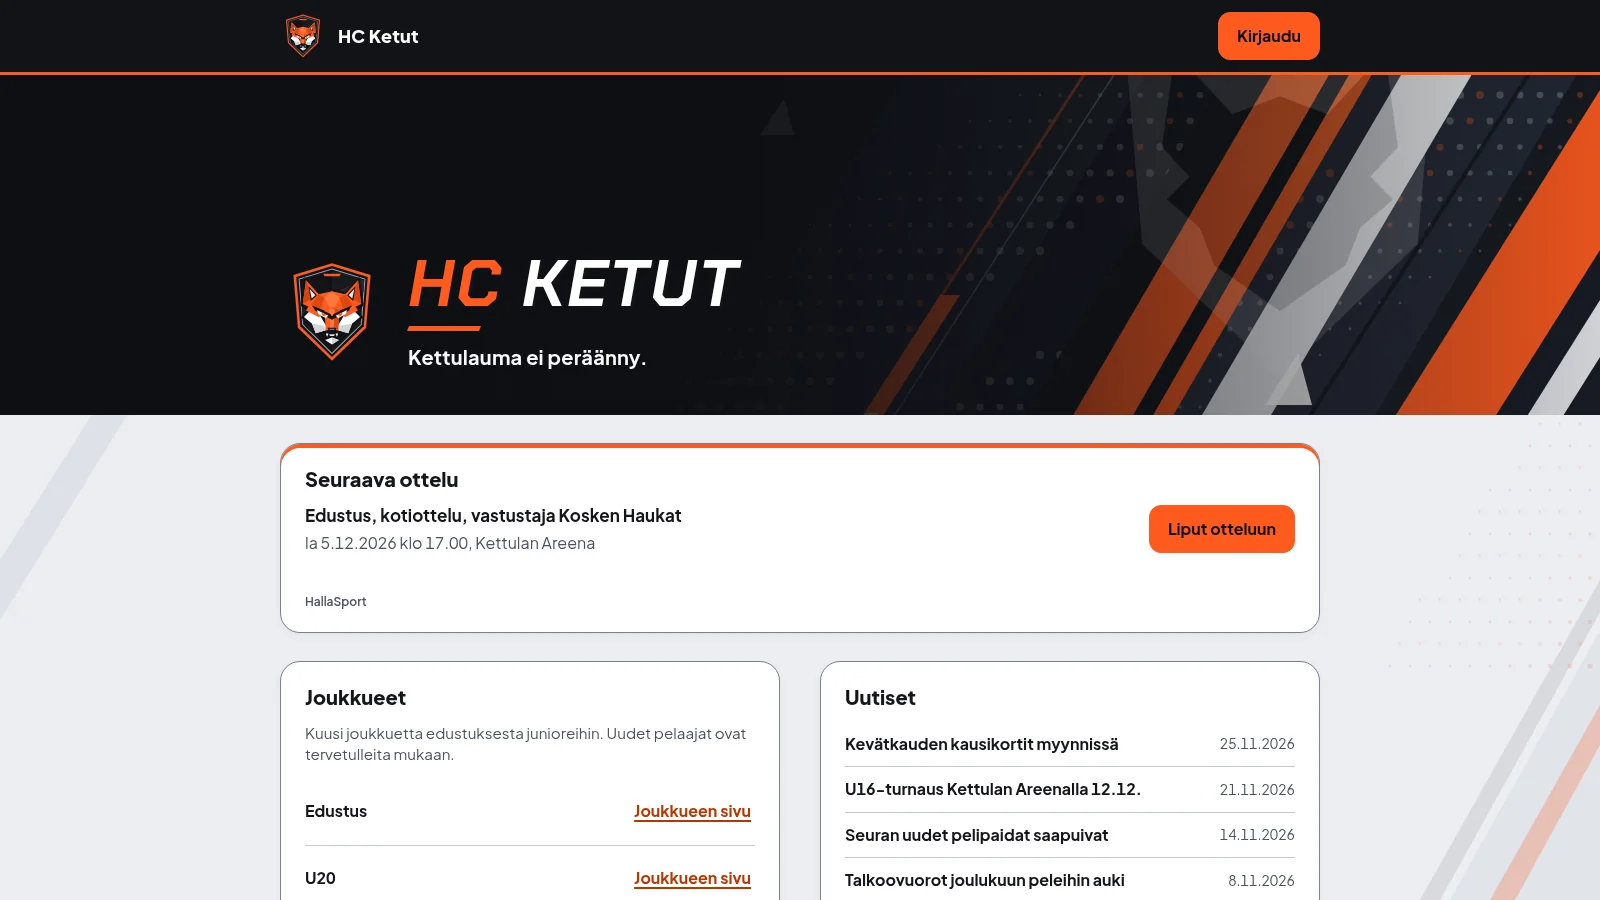 HC Ketut
Kirjaudu
HC KETUT
Kettulauma ei peräänny.
Seuraava ottelu
Edustus, kotiottelu, vastustaja Kosken Haukat
la 5.12.2026 klo 17.00, Kettulan Areena
Liput otteluun
HallaSport
Joukkueet
Kuusi joukkuetta edustuksesta junioreihin. Uudet pelaajat ovat
tervetulleita mukaan.
Edustus Joukkueen sivu
U20 Joukkueen sivu
Uutiset
Kevätkauden kausikortit myynnissä 25.11.2026
U16-turnaus Kettulan Areenalla 12.12. 21.11.2026
Seuran uudet pelipaidat saapuivat 14.11.2026
Talkoovuorot joulukuun peleihin auki 8.11.2026